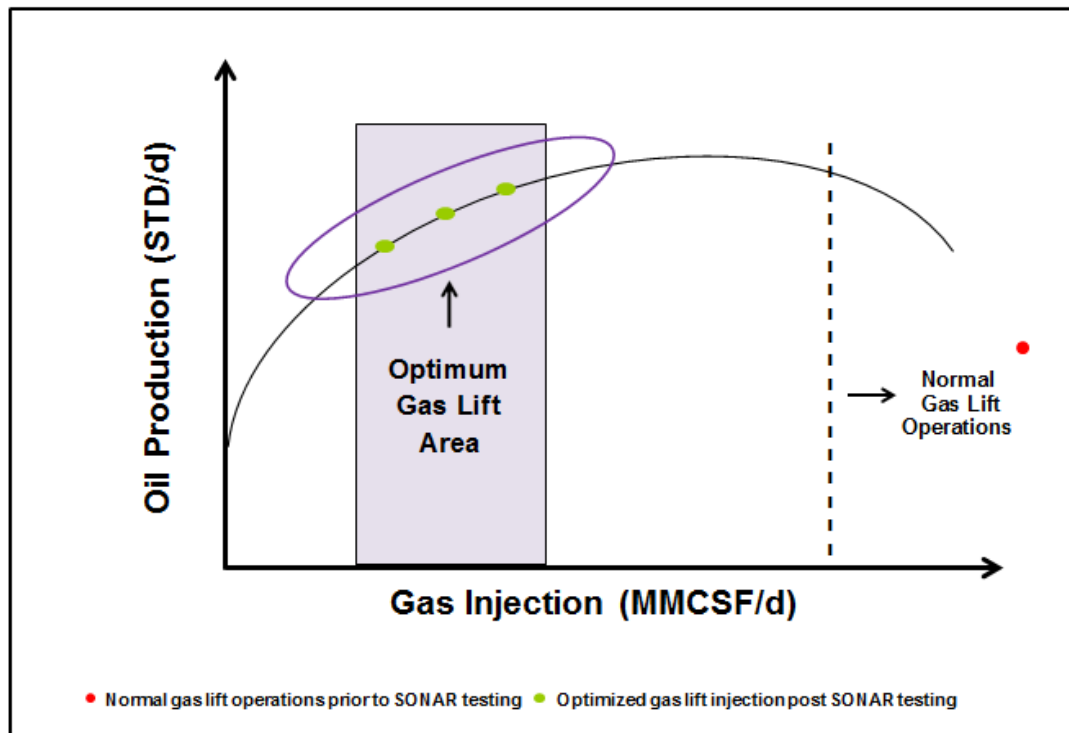 Oil Production (STD/d)
Optimum
Gas Lift
Area
Normal
Gas Lift
Operations
Gas Injection (MMCSF/d)
Normal gas lift operations prior to SONAR testing
Optimized gas lift injection post SONAR testing